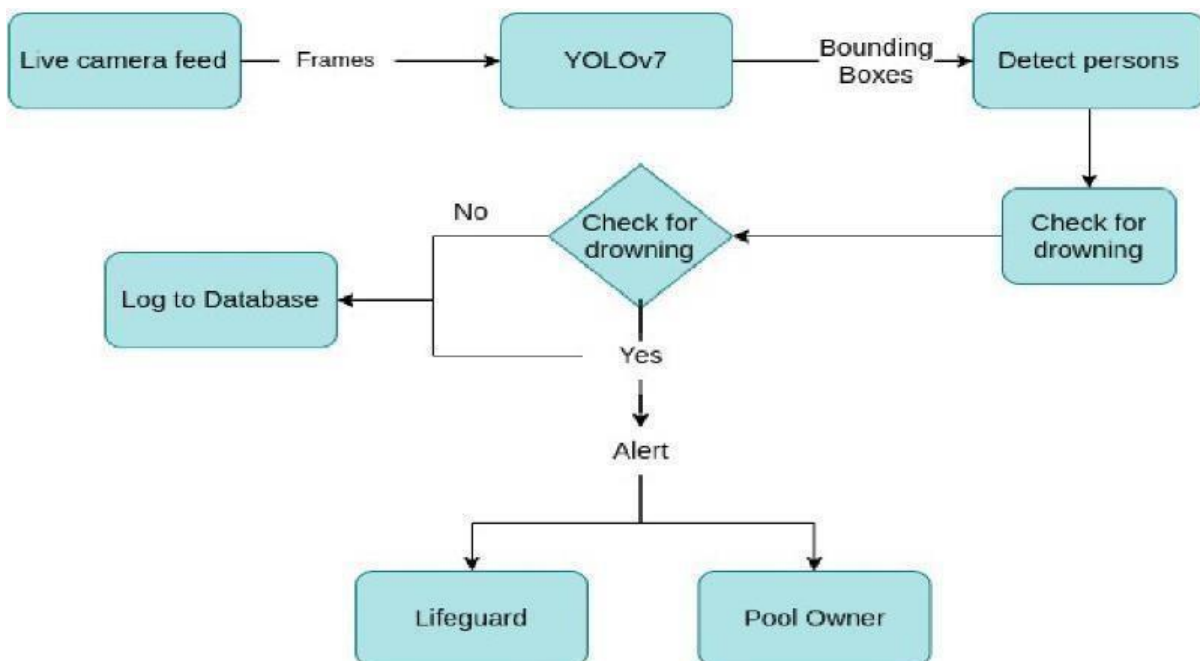 Live camera feed
Frames
YOLOv7
Bounding
Boxes
Detect persons
No
Check for
drowning
Check for
drowning
Log to Database
Yes
Alert
Lifeguard
Pool Owner